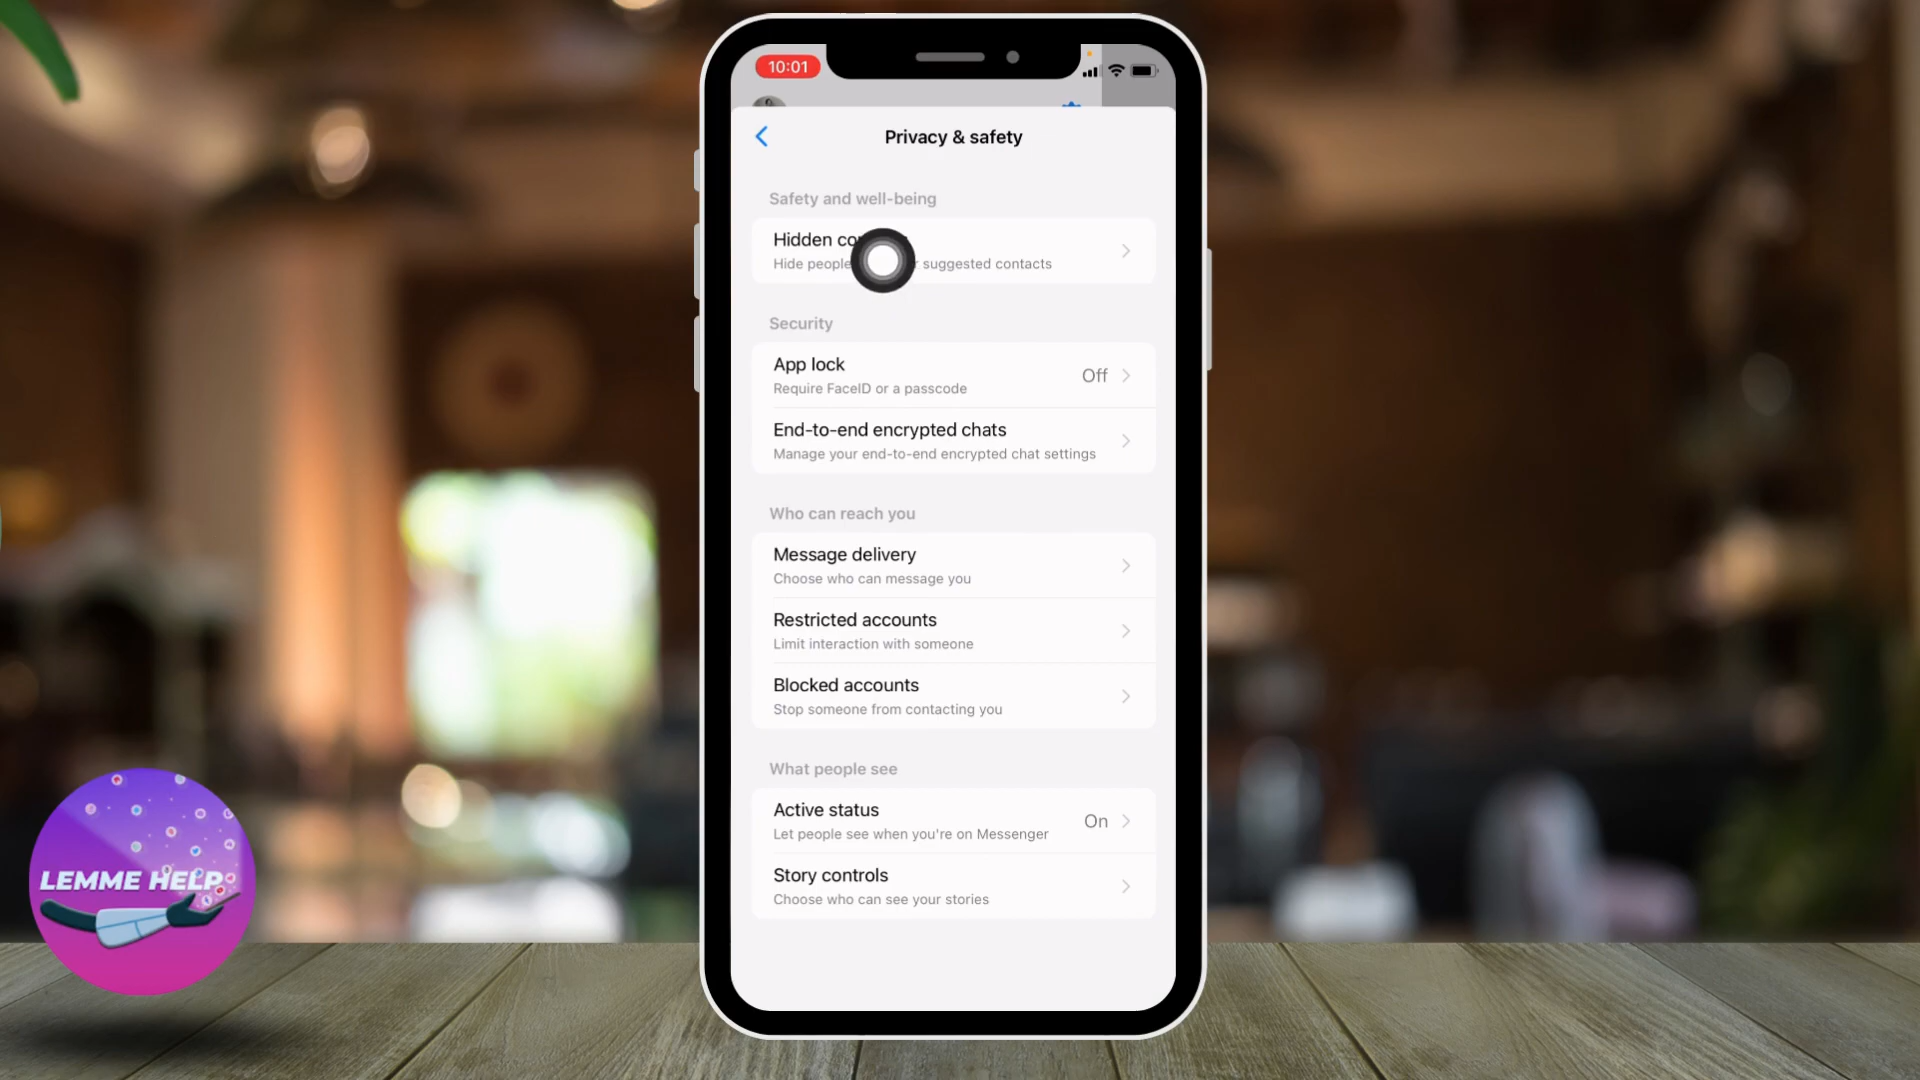 10:01
Privacy & safety
Safety and well-being
Hidden
Hide people suggested contacts
Security
App lock
Off
Require FaceID or a passcode
End-to-end encrypted chats
Manage your end-to-end encrypted chat settings
Who can reach you
Message delivery
Choose who can message you
Restricted accounts
Limit interaction with someone
Blocked accounts
Stop someone from contacting you
What people see
Active status
On
Let people see when you're on Messenger
Story controls
Choose who can see your stories
LEMME HELP